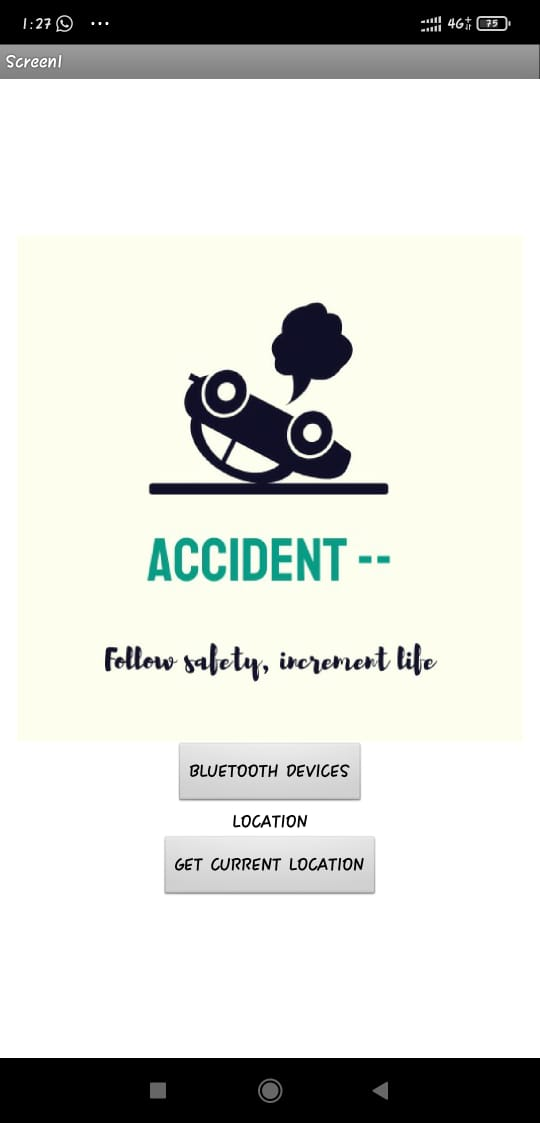 1:27 ... 4G+ 75
Screen1
ACCIDENT --
Follow safety, increment life
BLUETOOTH DEVICES
LOCATION
GET CURRENT LOCATION